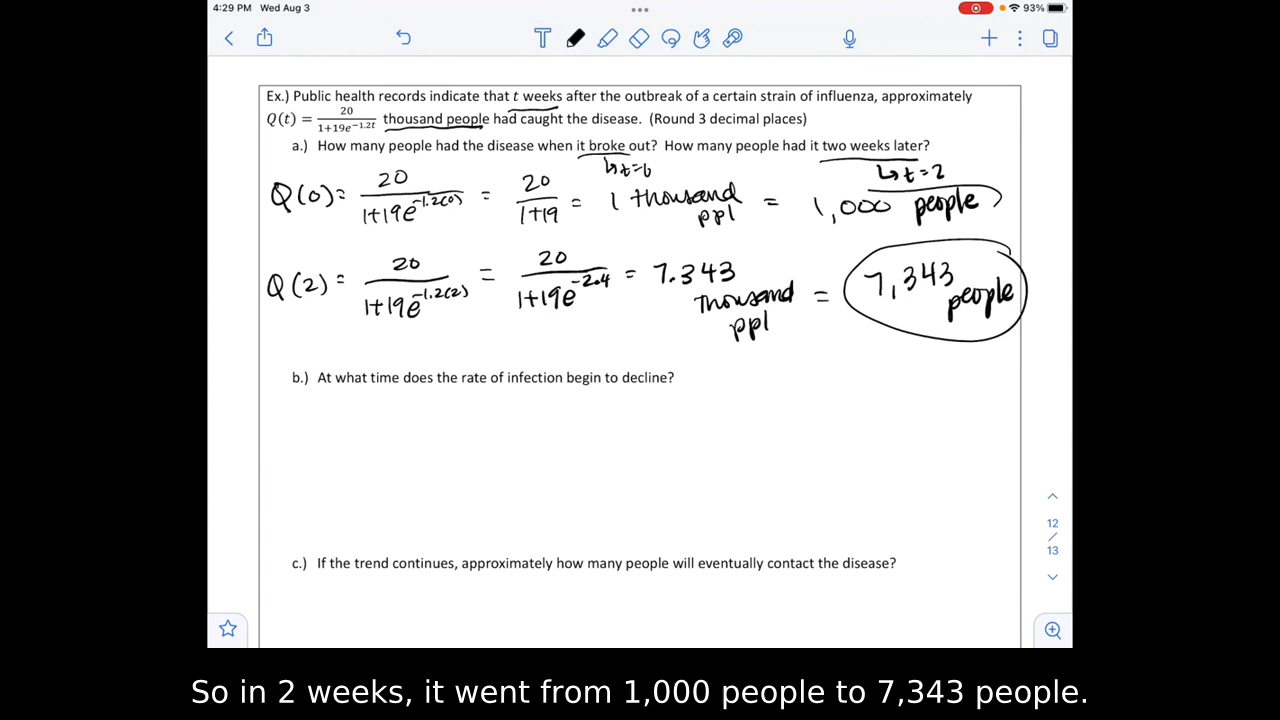 4:29 PM Wed Aug 3
93%
Ex.) Public health records indicate that t weeks after the outbreak of a certain strain of influenza, approximately
Q(t) = 20/(1+19e^{−1.2t}) thousand people had caught the disease. (Round 3 decimal places)
a.) How many people had the disease when it broke out? How many people had it two weeks later?
↳ t=0 ↳ t=2
Q(0) = 20/(1+19e^{-1.2(0)}) = 20/(1+19) = 1 thousand ppl = 1,000 people
Q(2) = 20/(1+19e^{-1.2(2)}) = 20/(1+19e^{-2.4}) = 7.343 thousand ppl = 7,343 people
b.) At what time does the rate of infection begin to decline?
12
/
13
c.) If the trend continues, approximately how many people will eventually contact the disease?
So in 2 weeks, it went from 1,000 people to 7,343 people.